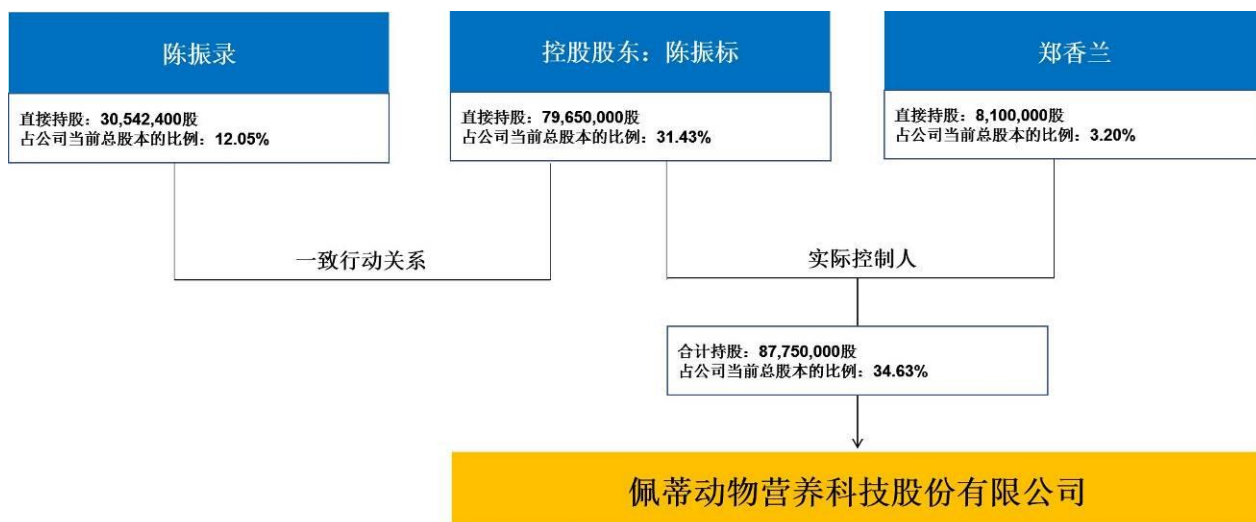 陈振录
控股股东：陈振标
郑香兰
直接持股：30,542,400股
占公司当前总股本的比例：12.05%
直接持股：79,650,000股
占公司当前总股本的比例：31.43%
直接持股：8,100,000股
占公司当前总股本的比例：3.20%
一致行动关系
实际控制人
合计持股：87,750,000股
占公司当前总股本的比例：34.63%
佩蒂动物营养科技股份有限公司